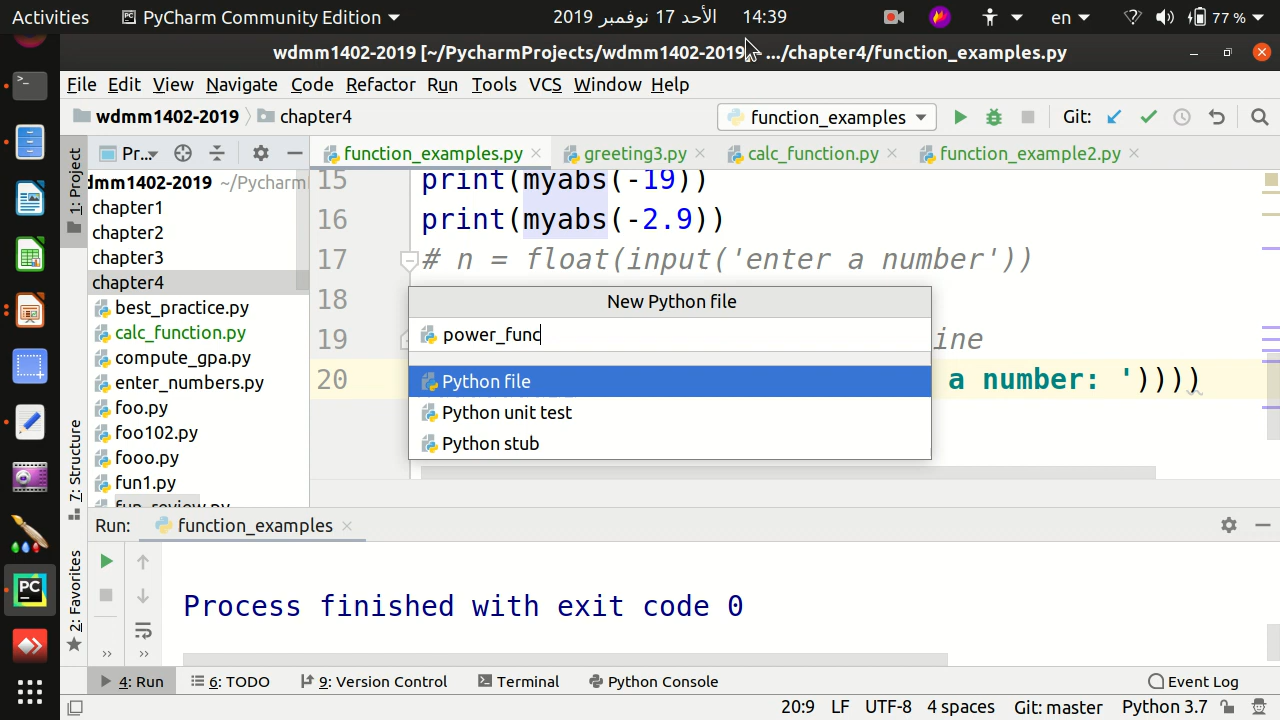 Activities PyCharm Community Edition الأحد 17 نوفمبر 2019 14:39 en 77 %
wdmm1402-2019 [~/PycharmProjects/wdmm1402-2019] - .../chapter4/function_examples.py
File Edit View Navigate Code Refactor Run Tools VCS Window Help
wdmm1402-2019 chapter4 function_examples Git:
1: Project Pr... function_examples.py greeting3.py calc_function.py function_example2.py
dmm1402-2019 ~/Pycharm
chapter1
chapter2
chapter3
chapter4
best_practice.py
calc_function.py
compute_gpa.py
enter_numbers.py
foo.py
foo102.py
fooo.py
fun1.py
fun_review.py
15 print(myabs(-19))
16 print(myabs(-2.9))
17 # n = float(input('enter a number'))
18
19 ine
20 a number: '))))
New Python file
power_func
Python file
Python unit test
Python stub
7: Structure
2: Favorites
Run: function_examples
Process finished with exit code 0
4: Run 6: TODO 9: Version Control Terminal Python Console Event Log
20:9 LF UTF-8 4 spaces Git: master Python 3.7